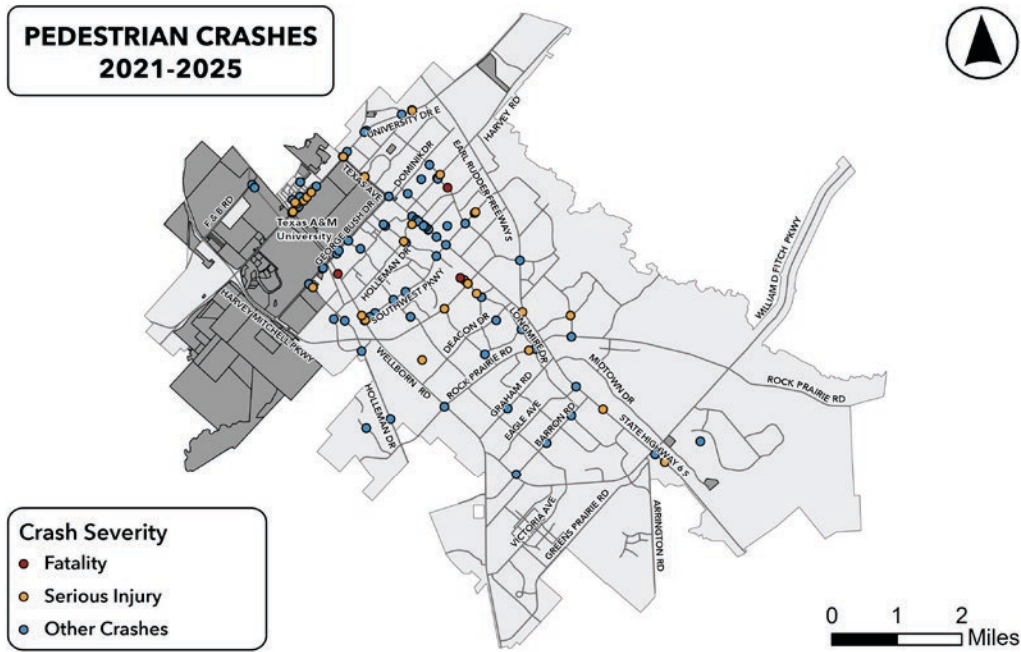 PEDESTRIAN CRASHES
2021-2025
UNIVERSITY DR E
HARVEY RD
DOMINIK DR
EARL RUDDER FREEWAY S
TEXAS AVE
F & B RD
GEORGE BUSH DR
Texas A&M
University
HOLLEMAN DR
SOUTHWEST PKWY
HARVEY MITCHELL PKWY
WILLIAM D FITCH PKWY
DEACON DR
LONGMIRE DR
WELLBORN RD
ROCK PRAIRIE RD
MIDTOWN DR
ROCK PRAIRIE RD
GRAHAM RD
HOLLEMAN DR
EAGLE AVE
BARRON RD
STATE HIGHWAY 6 S
VICTORIA AVE
GREENS PRAIRIE RD
ARRINGTON RD
Crash Severity
Fatality
Serious Injury
Other Crashes
0 1 2
Miles